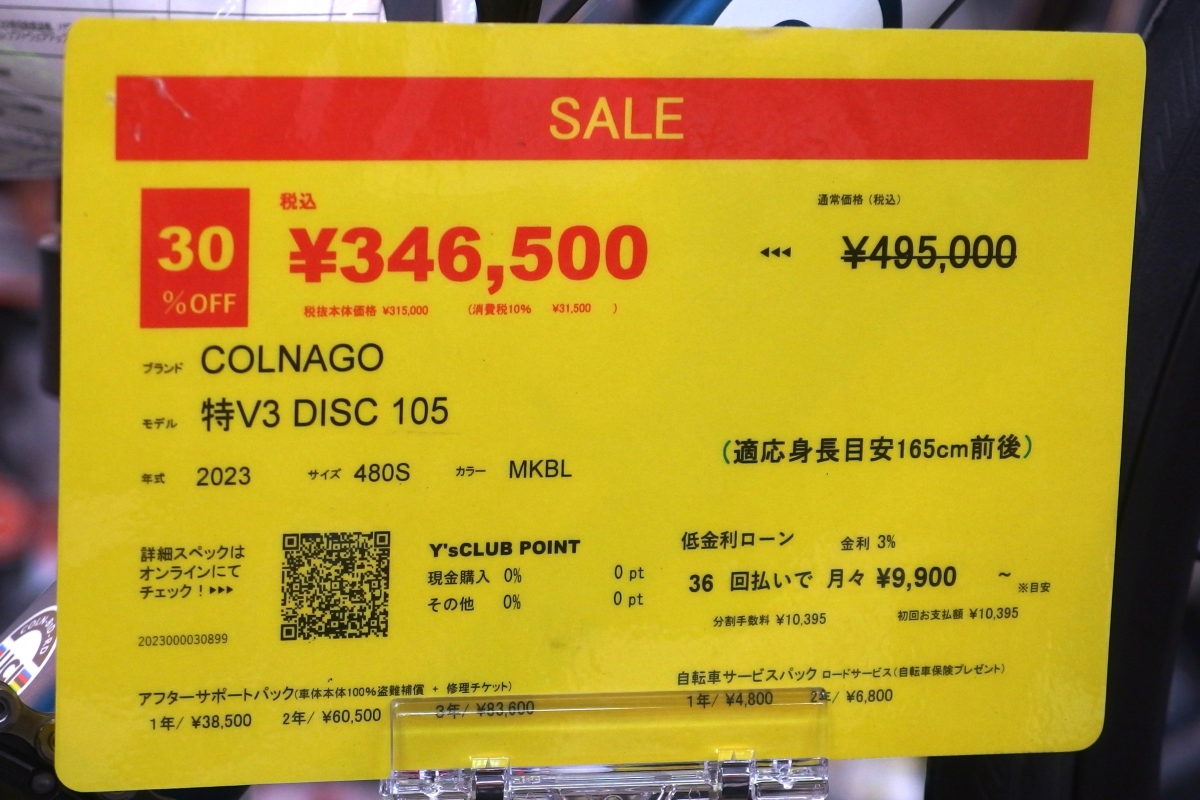 SALE
30
%OFF
税込
¥346,500
税抜本体価格 ¥315,000 (消費税10% ¥31,500 )
通常価格(税込)
◀◀◀ ¥495,000
ブランド COLNAGO
モデル 特V3 DISC 105
年式 2023 サイズ 480S カラー MKBL
(適応身長目安165cm前後)
詳細スペックは
オンラインにて
チェック!▶▶▶
2023000030899
Y'sCLUB POINT
現金購入 0% 0 pt
その他 0% 0 pt
低金利ローン 金利 3%
36 回払いで 月々 ¥9,900 ~ ※目安
分割手数料 ¥10,395 初回お支払額 ¥10,395
アフターサポートパック(車体本体100%盗難補償 + 修理チケット)
1年/ ¥38,500 2年/ ¥60,500 3年/ ¥83,600
自転車サービスパック ロードサービス(自転車保険プレゼント)
1年/ ¥4,800 2年/ ¥6,800
UCI